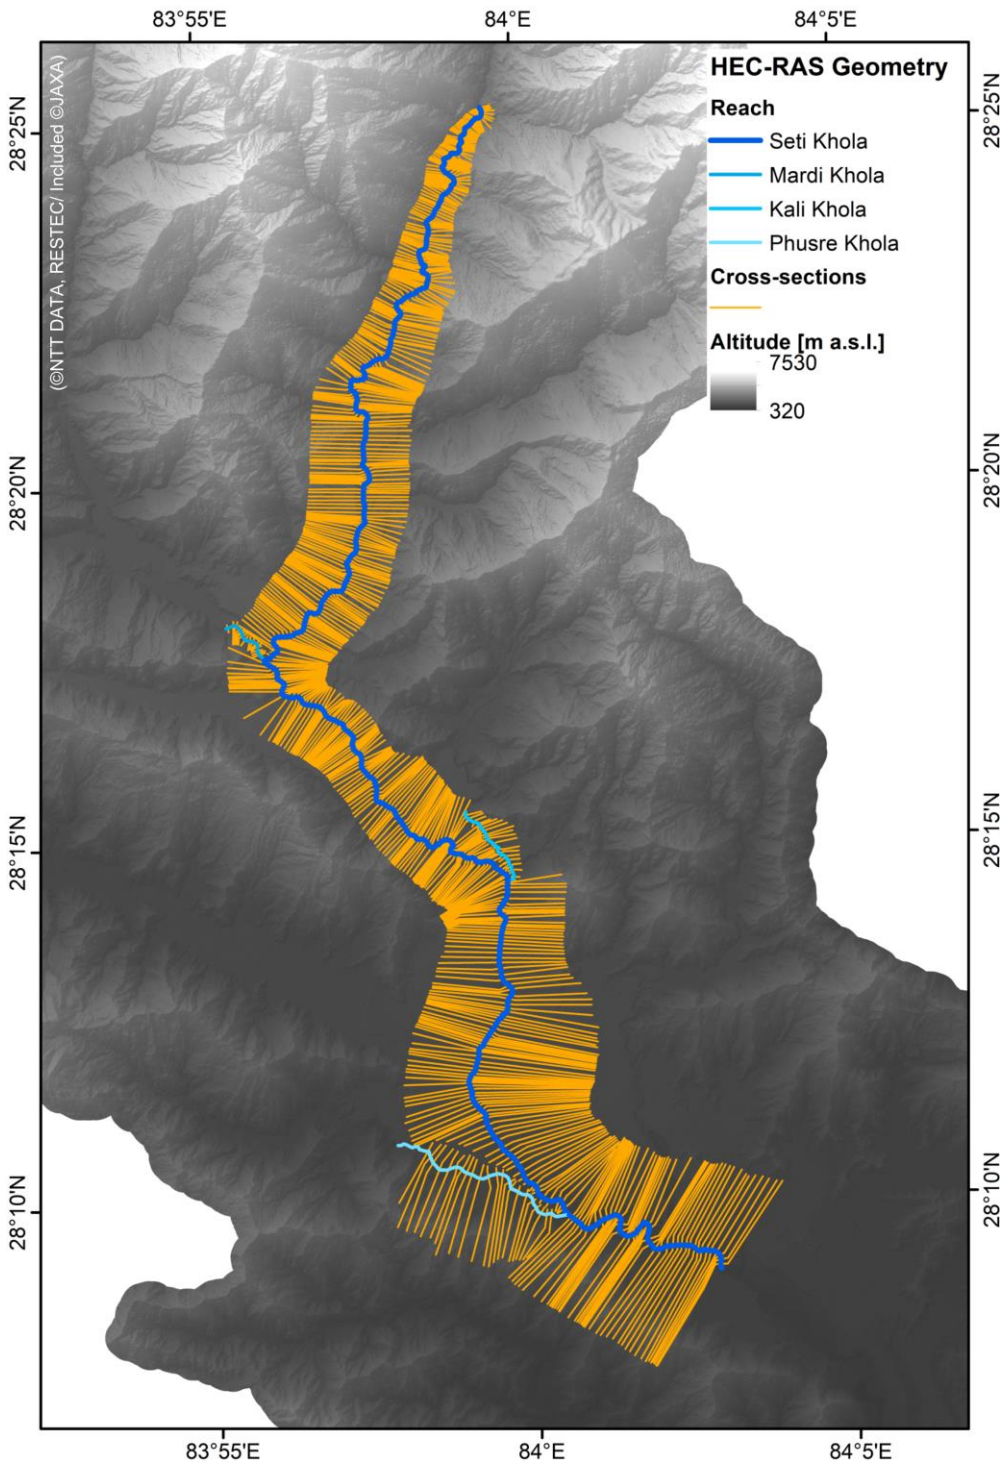 83°55'E
84°E
84°5'E
HEC-RAS Geometry
Reach
Seti Khola
Mardi Khola
Kali Khola
Phusre Khola
Cross-sections
Altitude [m a.s.l.]
7530
320
(©NTT DATA, RESTEC/ Included ©JAXA)
28°25'N
28°25'N
28°20'N
28°20'N
28°15'N
28°15'N
28°10'N
28°10'N
83°55'E
84°E
84°5'E